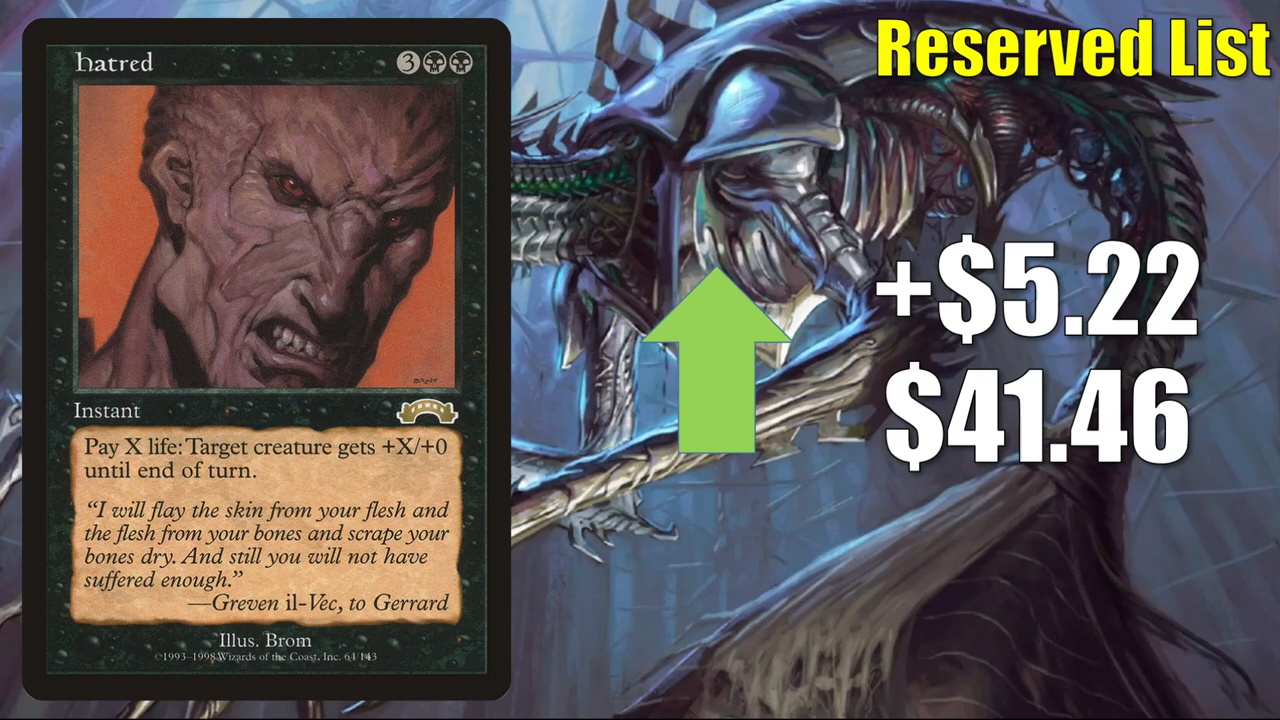 Reserved List
Hatred 3
Instant
Pay X life: Target creature gets +X/+0
until end of turn.
“I will flay the skin from your flesh and
the flesh from your bones and scrape your
bones dry. And still you will not have
suffered enough.”
—Greven il-Vec, to Gerrard
Illus. Brom
©1993–1998 Wizards of the Coast, Inc. 64/143
+$5.22
$41.46